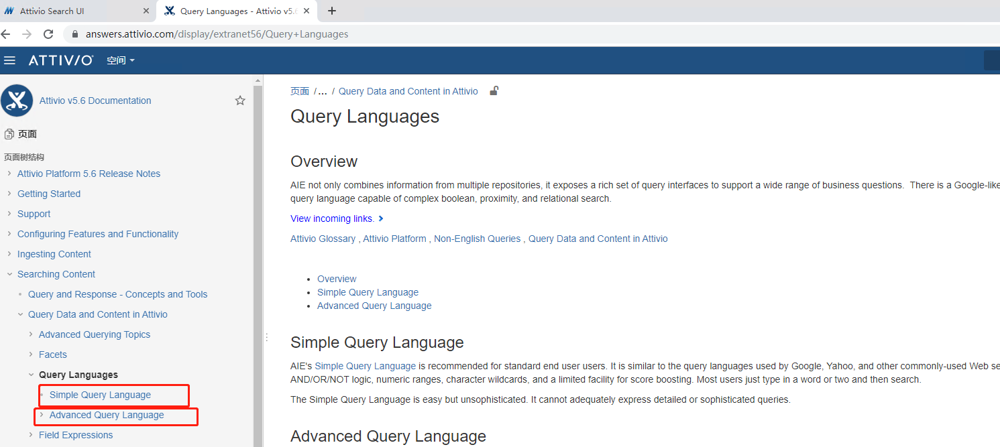 Attivio Search UI
Query Languages - Attivio v5.6
answers.attivio.com/display/extranet56/Query+Languages
ATTIV/O
空间
Attivio v5.6 Documentation
页面
页面树结构
Attivio Platform 5.6 Release Notes
Getting Started
Support
Configuring Features and Functionality
Ingesting Content
Searching Content
Query and Response - Concepts and Tools
Query Data and Content in Attivio
Advanced Querying Topics
Facets
Query Languages
Simple Query Language
Advanced Query Language
Field Expressions
页面 /... / Query Data and Content in Attivio
Query Languages
Overview
AIE not only combines information from multiple repositories, it exposes a rich set of query interfaces to support a wide range of business questions.  There is a Google-like
query language capable of complex boolean, proximity, and relational search.
View incoming links.
Attivio Glossary , Attivio Platform , Non-English Queries , Query Data and Content in Attivio
• Overview
• Simple Query Language
• Advanced Query Language
Simple Query Language
AIE's Simple Query Language is recommended for standard end user users. It is similar to the query languages used by Google, Yahoo, and other commonly-used Web se
AND/OR/NOT logic, numeric ranges, character wildcards, and a limited facility for score boosting. Most users just type in a word or two and then search.
The Simple Query Language is easy but unsophisticated. It cannot adequately express detailed or sophisticated queries.
Advanced Query Language